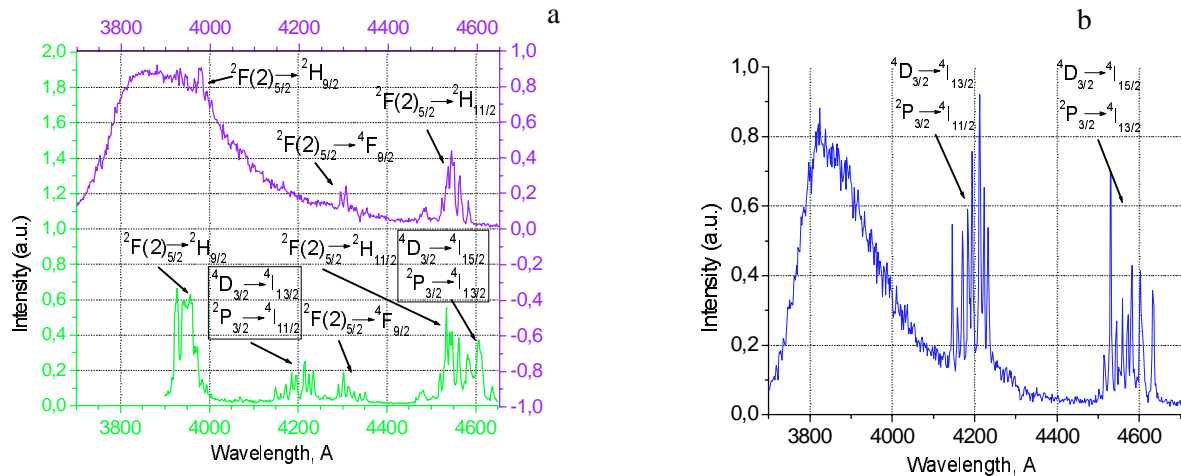 a
3800 4000 4200 4400 4600
2,0 1,8 1,6 1,4 1,2 1,0 0,8 0,6 0,4 0,2 0,0
Intensity (a.u.)
²F(2)₅/₂→²H₉/₂
²F(2)₅/₂→²H₁₁/₂
²F(2)₅/₂→⁴F₉/₂
²F(2)₅/₂→²H₉/₂
²F(2)₅/₂→²H₁₁/₂
⁴D₃/₂→⁴I₁₅/₂
²P₃/₂→⁴I₁₃/₂
⁴D₃/₂→⁴I₁₃/₂
²P₃/₂→⁴I₁₁/₂
²F(2)₅/₂→⁴F₉/₂
1,0 0,8 0,6 0,4 0,2 0,0 -0,2 -0,4 -0,6 -0,8 -1,0
3800 4000 4200 4400 4600
Wavelength, A
b
1,0 0,8 0,6 0,4 0,2 0,0
Intensity (a.u.)
⁴D₃/₂→⁴I₁₃/₂
²P₃/₂→⁴I₁₁/₂
⁴D₃/₂→⁴I₁₅/₂
²P₃/₂→⁴I₁₃/₂
3800 4000 4200 4400 4600
Wavelength, A